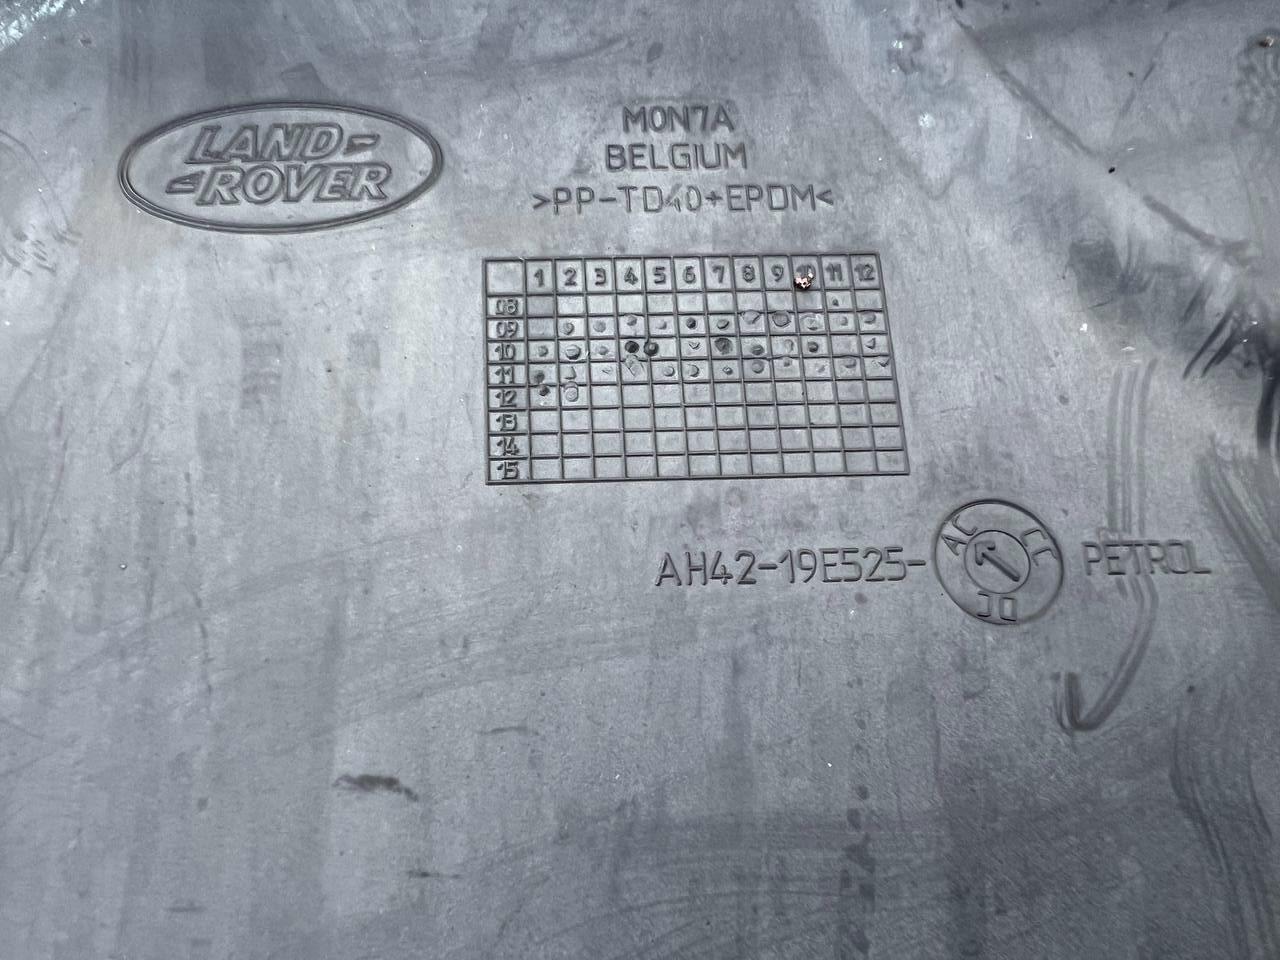 LAND-
-ROVER
MON7A
BELGIUM
>PP-TD40+EPDM<
1 2 3 4 5 6 7 8 9 10 11 12
08
09
10
11
12
13
14
15
AH42-19E525-
AC
CC
DC
PETROL